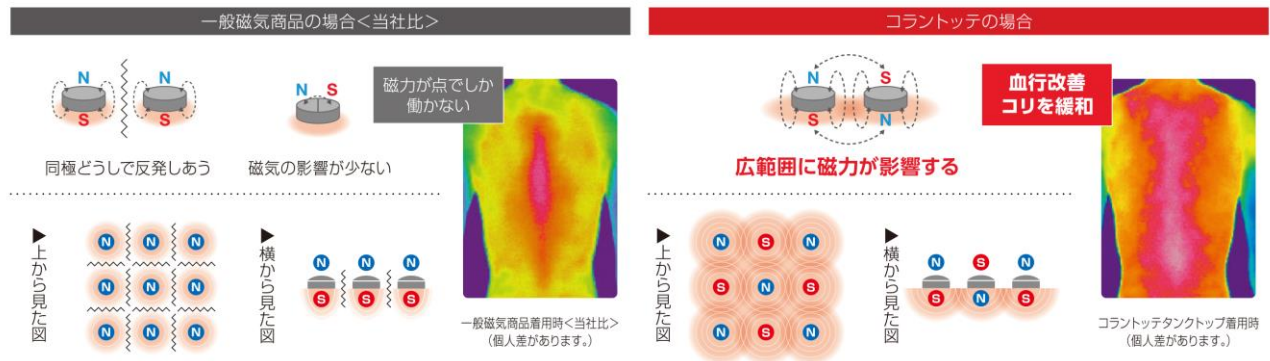 一般磁気商品の場合＜当社比＞
N
N
S
S
同極どうしで反発しあう
N S
磁気の影響が少ない
磁力が点でしか
働かない
▶上から見た図
N N N
N N N
N N N
▶横から見た図
N N N
S S S
一般磁気商品着用時＜当社比＞
（個人差があります。）
コラントッテの場合
N S
S N
広範囲に磁力が影響する
血行改善
コリを緩和
▶上から見た図
N S N
S N S
N S N
▶横から見た図
N S N
S N S
コラントッテタンクトップ着用時
（個人差があります。）